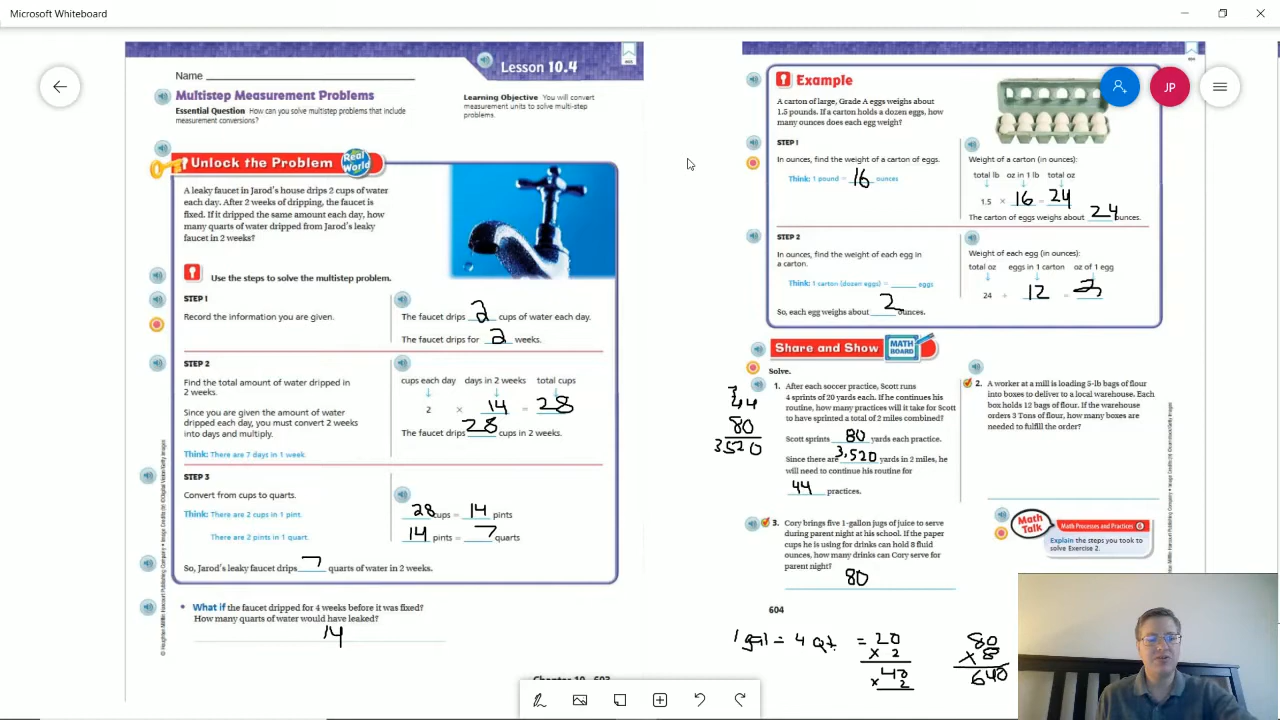 Microsoft Whiteboard
Name
Lesson 10.4
Multistep Measurement Problems
Essential Question How can you solve multistep problems that include
measurement conversions?
Learning Objective You will convert
measurement units to solve multi-step
problems.
Unlock the Problem
Real
World
A leaky faucet in Jarod's house drips 2 cups of water
each day. After 2 weeks of dripping, the faucet is
fixed. If it dripped the same amount each day, how
many quarts of water dripped from Jarod's leaky
faucet in 2 weeks?
Use the steps to solve the multistep problem.
STEP 1
Record the information you are given.
The faucet drips 2 cups of water each day.
The faucet drips for 2 weeks.
STEP 2
Find the total amount of water dripped in
2 weeks.
Since you are given the amount of water
dripped each day, you must convert 2 weeks
into days and multiply.
Think: There are 7 days in 1 week.
cups each day days in 2 weeks total cups
2 × 14 = 28
The faucet drips 28 cups in 2 weeks.
STEP 3
Convert from cups to quarts.
Think: There are 2 cups in 1 pint.
There are 2 pints in 1 quart.
28 cups = 14 pints
14 pints = 7 quarts
So, Jarod's leaky faucet drips 7 quarts of water in 2 weeks.
• What if the faucet dripped for 4 weeks before it was fixed?
How many quarts of water would have leaked?
14
Chapter 10 603
Example
A carton of large, Grade A eggs weighs about
1.5 pounds. If a carton holds a dozen eggs, how
many ounces does each egg weigh?
JP
STEP 1
In ounces, find the weight of a carton of eggs.
Think: 1 pound = 16 ounces
Weight of a carton (in ounces):
total lb oz in 1 lb total oz
1.5 × 16 = 24
The carton of eggs weighs about 24 ounces.
STEP 2
In ounces, find the weight of each egg in
a carton.
Think: 1 carton (dozen eggs) = eggs
So, each egg weighs about 2 ounces.
Weight of each egg (in ounces):
total oz eggs in 1 carton oz of 1 egg
24 ÷ 12 = 2
Share and Show
MATH
BOARD
Solve.
1. After each soccer practice, Scott runs
4 sprints of 20 yards each. If he continues his
routine, how many practices will it take for Scott
to have sprinted a total of 2 miles combined?
Scott sprints 80 yards each practice.
Since there are 3,520 yards in 2 miles, he
will need to continue his routine for
44 practices.
80
3520
2. A worker at a mill is loading 5-lb bags of flour
into boxes to deliver to a local warehouse. Each
box holds 12 bags of flour. If the warehouse
orders 3 Tons of flour, how many boxes are
needed to fulfill the order?
Math
Talk
Math Processes and Practices 6
Explain the steps you took to
solve Exercise 2.
3. Cory brings five 1-gallon jugs of juice to serve
during parent night at his school. If the paper
cups he is using for drinks can hold 8 fluid
ounces, how many drinks can Cory serve for
parent night?
80
604
1 gal = 4 qt. = 20
× 2
40
× 2
80
× 8
640